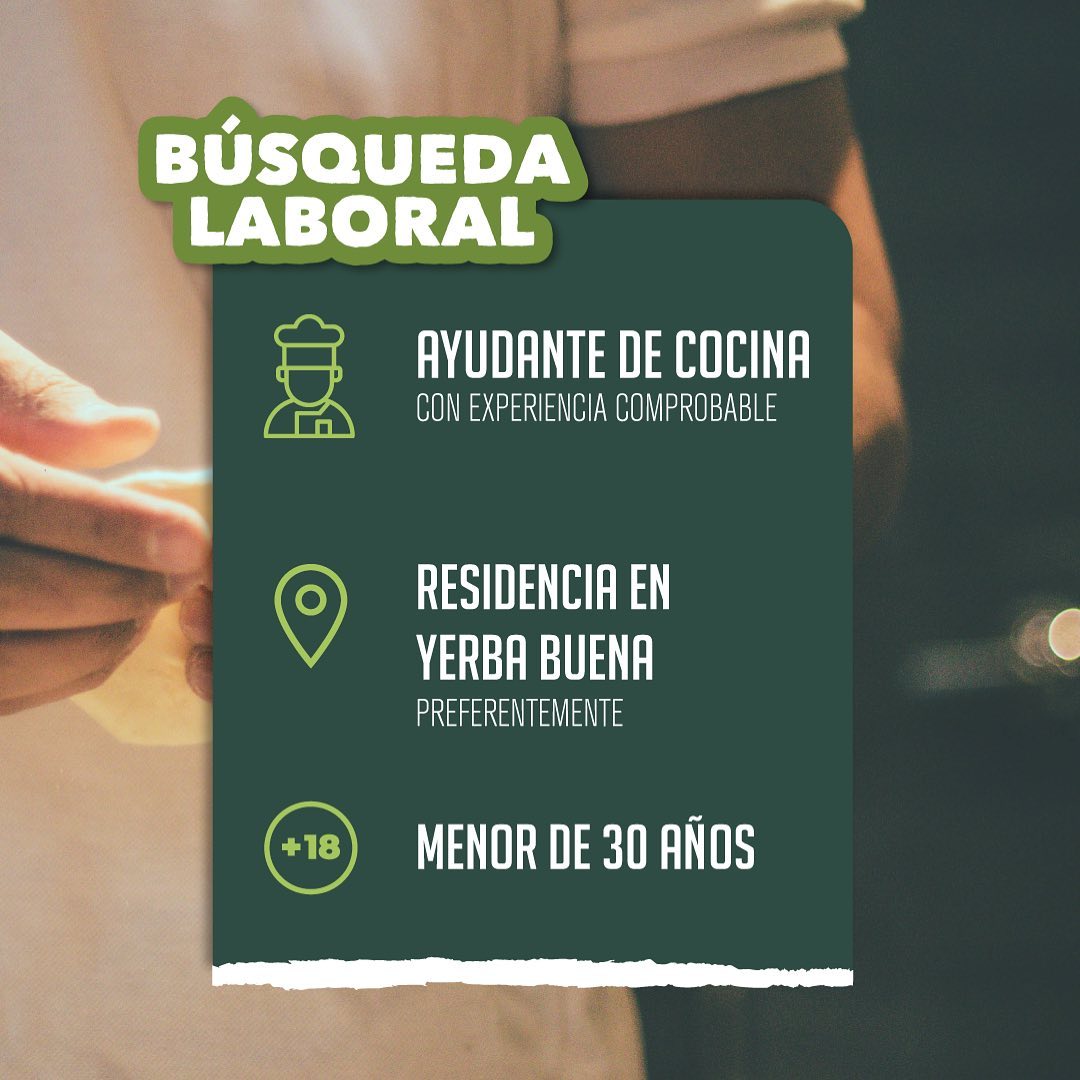 BÚSQUEDA
LABORAL
AYUDANTE DE COCINA
CON EXPERIENCIA COMPROBABLE
RESIDENCIA EN
YERBA BUENA
PREFERENTEMENTE
+18
MENOR DE 30 AÑOS